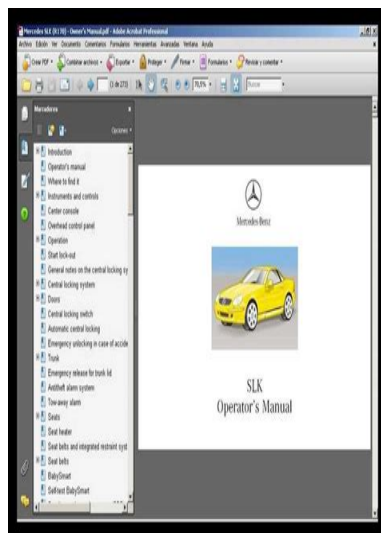 Mercedes SLK (R170) - Owner's Manual.pdf - Adobe Acrobat Professional
Archivo Edición Ver Documento Comentarios Formularios Herramientas Avanzadas Ventana Ayuda
Crear PDF Combinar archivos Exportar Proteger Firmar Formularios Revisar y comentar
(3 de 273) 70,5% Buscar
Marcadores
Opciones
Introduction
Operator's manual
Where to find it
Instruments and controls
Center console
Overhead control panel
Operation
Start lock-out
General notes on the central locking sy
Central locking system
Doors
Central locking switch
Automatic central locking
Emergency unlocking in case of accide
Trunk
Emergency release for trunk lid
Antitheft alarm system
Tow-away alarm
Seats
Seat heater
Seat belts and integrated restraint syst
Seat belts
BabySmart
Self-test BabySmart
Mercedes-Benz
SLK
Operator's Manual